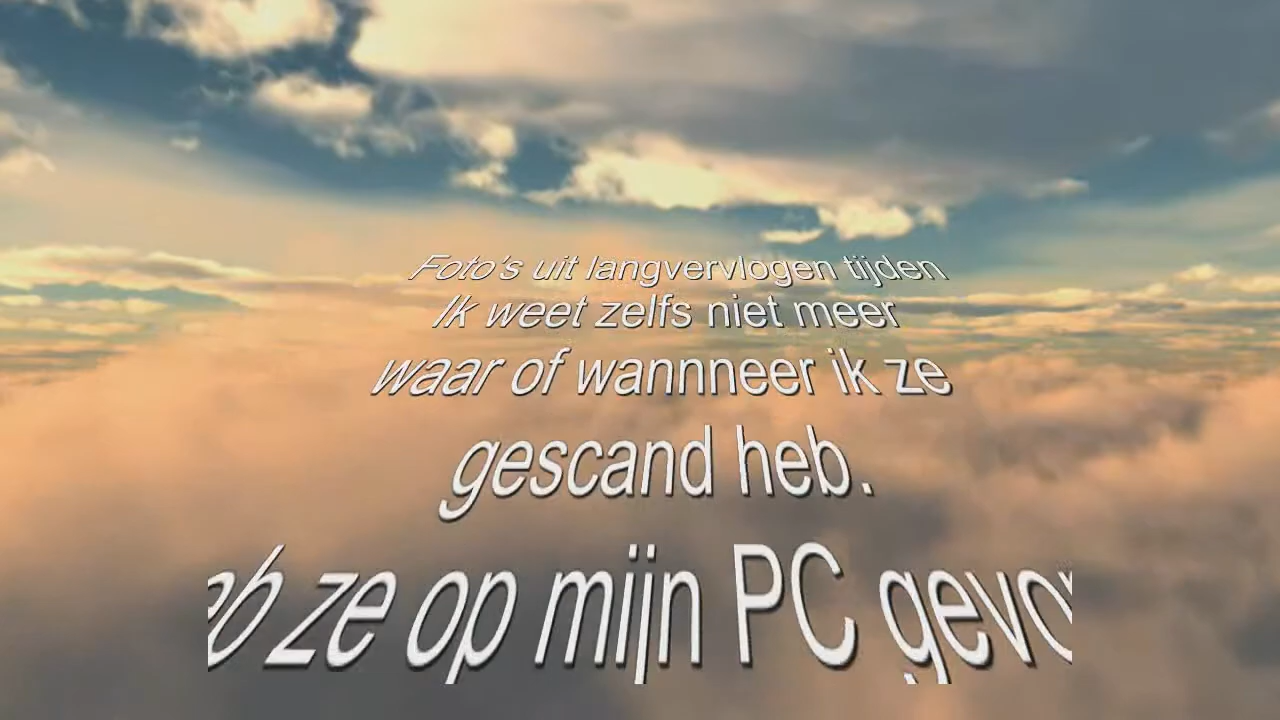 Foto's uit langvervlogen tijden
Ik weet zelfs niet meer
waar of wannneer ik ze
gescand heb.
ze op mijn PC